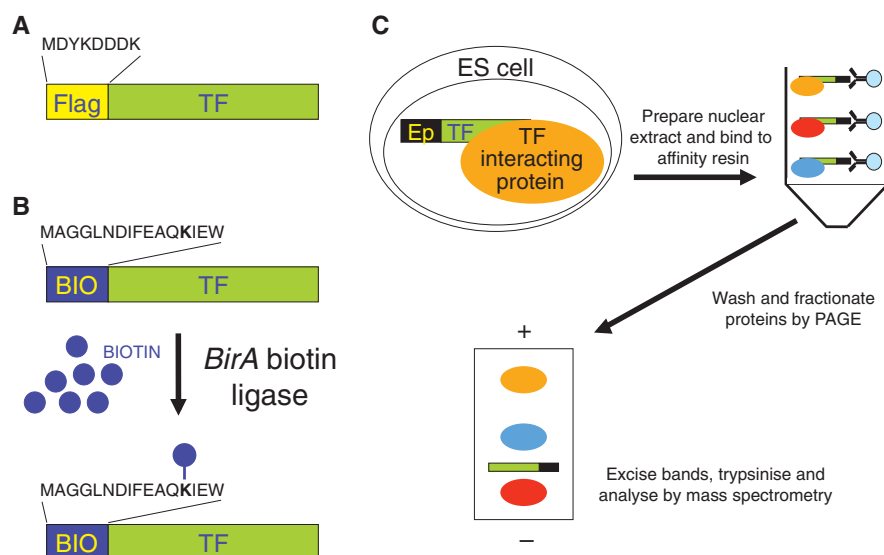 A
MDYKDDDK
Flag TF
B
MAGGLNDIFEAQKIEW
BIO TF
BIOTIN
BirA biotin
ligase
MAGGLNDIFEAQKIEW
BIO TF
C
ES cell
Ep TF
TF
interacting
protein
Prepare nuclear
extract and bind to
affinity resin
Wash and fractionate
proteins by PAGE
+
Excise bands, trypsinise and
analyse by mass spectrometry
–